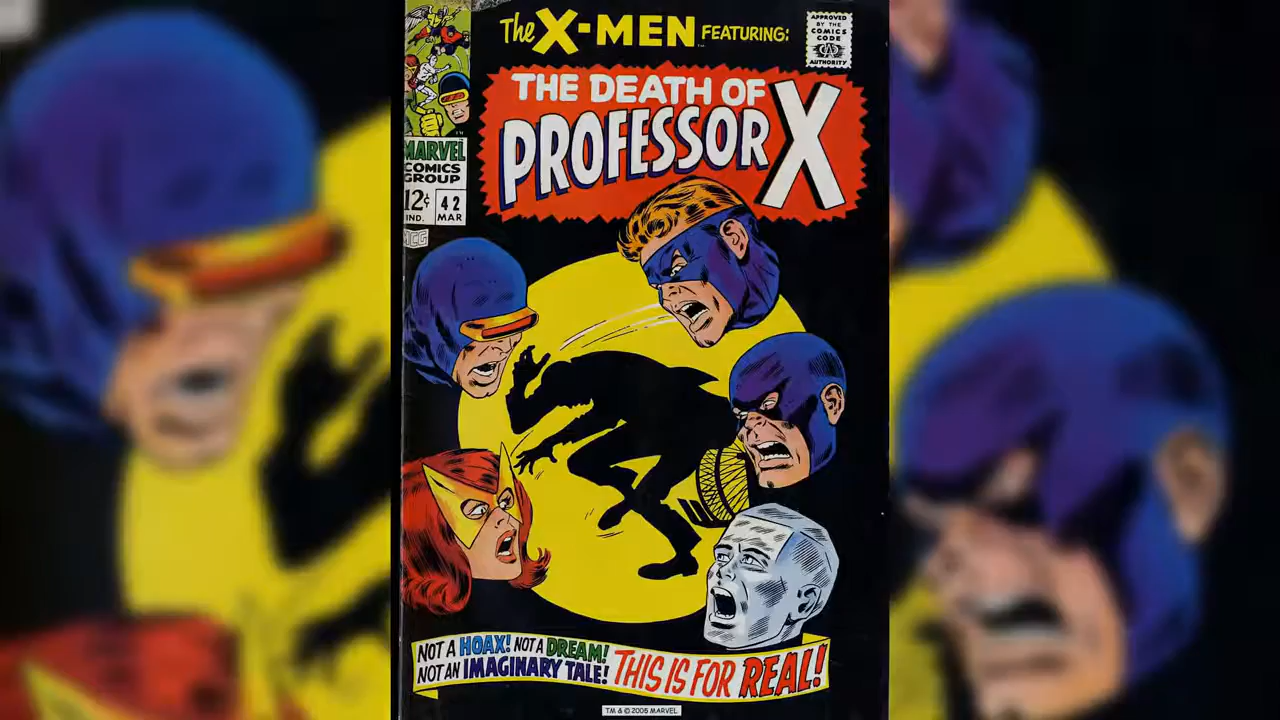 The X-MEN FEATURING:
APPROVED
BY THE
COMICS
CODE
AUTHORITY
THE DEATH OF
PROFESSOR X
MARVEL
COMICS
GROUP
12¢
IND.
42
MAR
MCG
NOT A HOAX! NOT A DREAM!
NOT AN IMAGINARY TALE!
THIS IS FOR REAL!
TM & © 2005 MARVEL